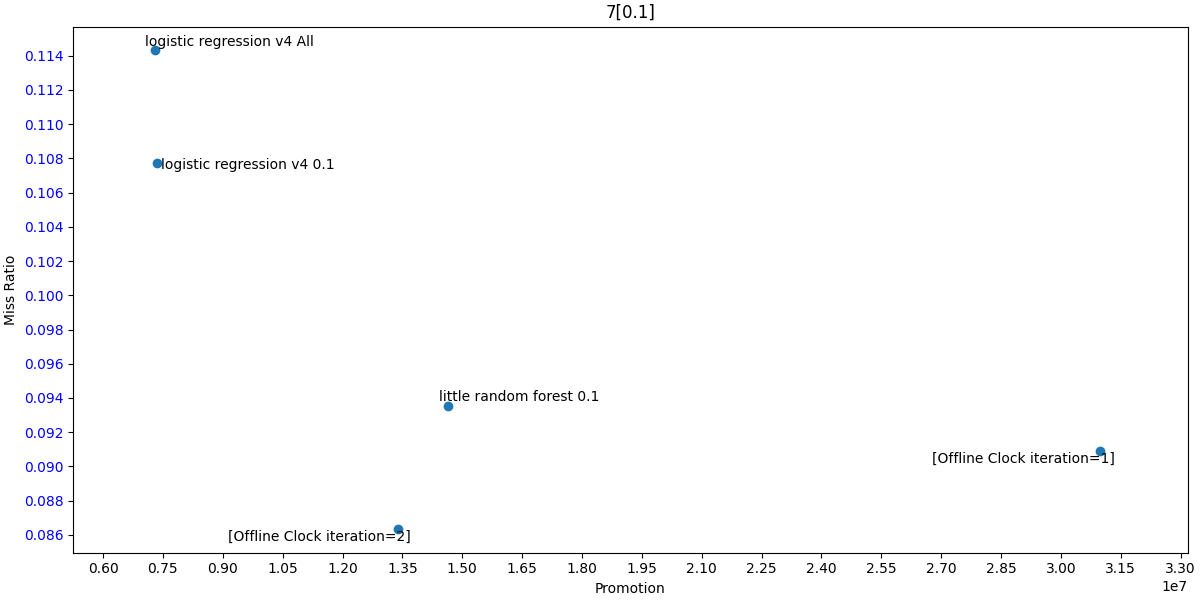 7[0.1]
logistic regression v4 All
0.114
0.112
0.110
logistic regression v4 0.1
0.108
0.106
0.104
0.102
Miss Ratio
0.100
0.098
0.096
little random forest 0.1
0.094
0.092
[Offline Clock iteration=1]
0.090
0.088
[Offline Clock iteration=2]
0.086
0.60 0.75 0.90 1.05 1.20 1.35 1.50 1.65 1.80 1.95 2.10 2.25 2.40 2.55 2.70 2.85 3.00 3.15 3.30
1e7
Promotion